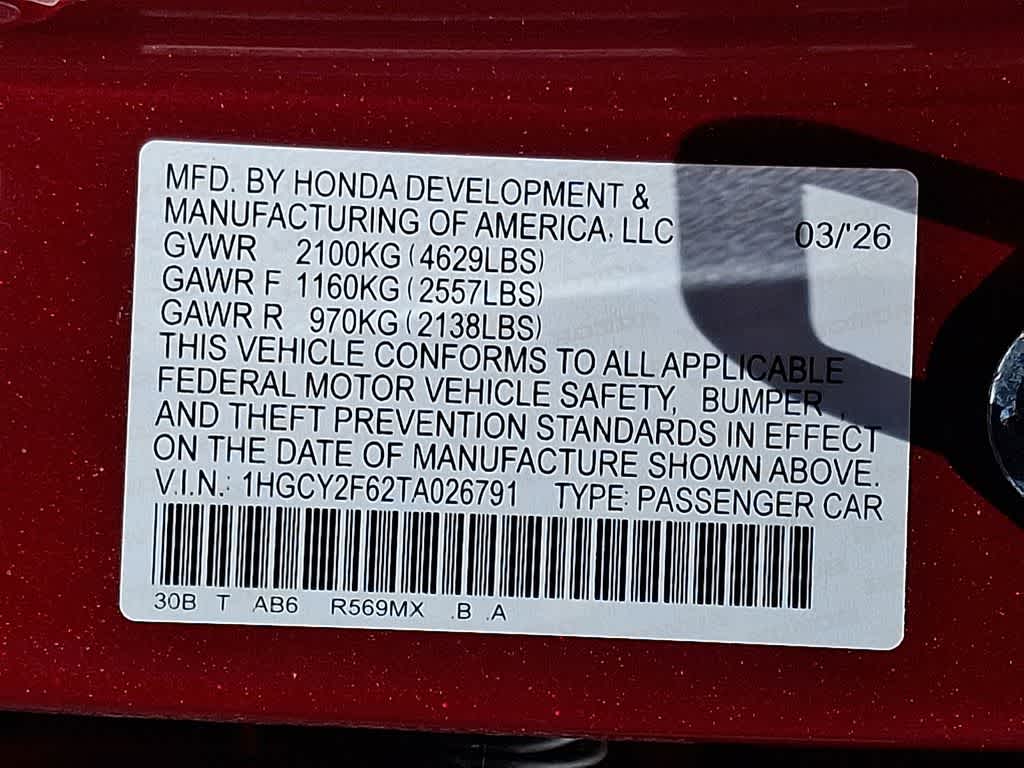 MFD. BY HONDA DEVELOPMENT &
MANUFACTURING OF AMERICA, LLC 03/'26
GVWR 2100KG (4629LBS)
GAWR F 1160KG (2557LBS)
GAWR R 970KG (2138LBS)
THIS VEHICLE CONFORMS TO ALL APPLICABLE
FEDERAL MOTOR VEHICLE SAFETY, BUMPER ,
AND THEFT PREVENTION STANDARDS IN EFFECT
ON THE DATE OF MANUFACTURE SHOWN ABOVE.
V.I.N.: 1HGCY2F62TA026791 TYPE: PASSENGER CAR
30B T AB6 R569MX .B .A